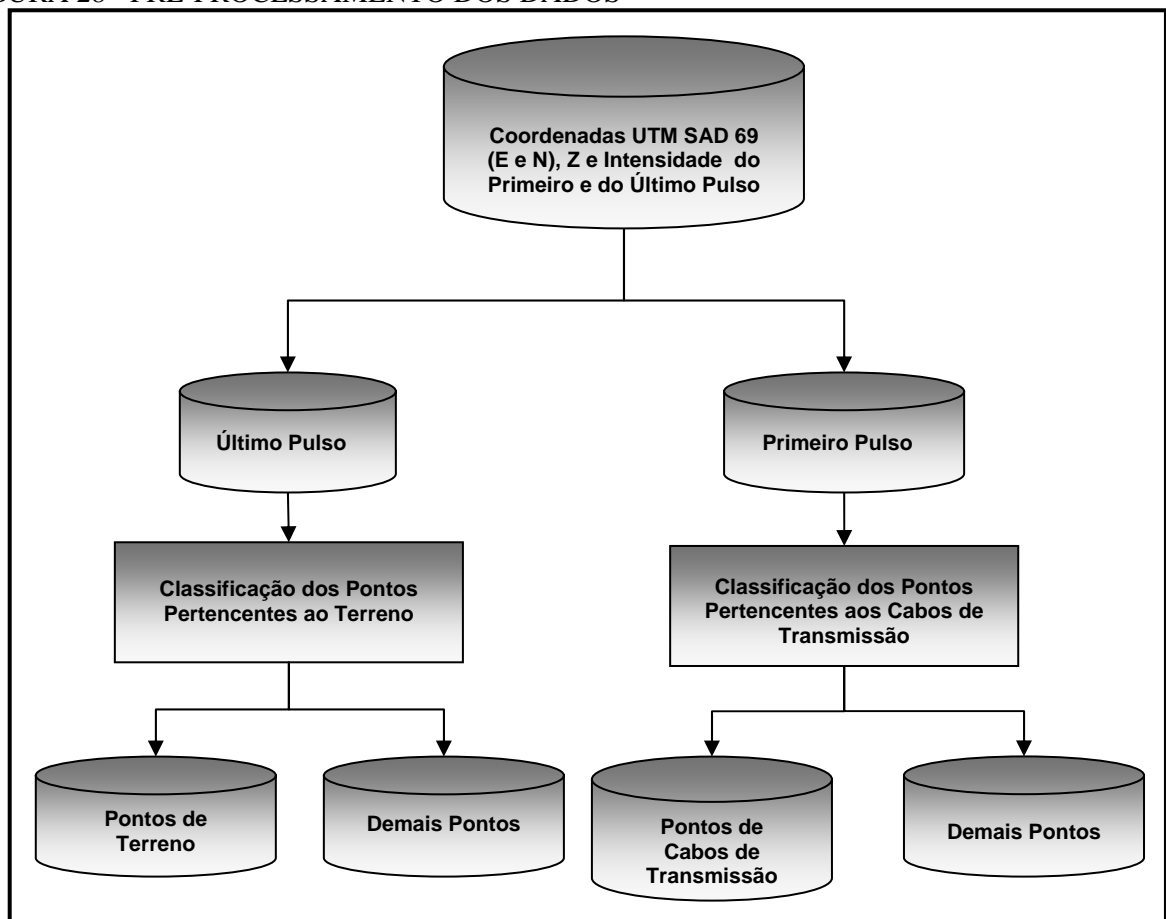 PRÉ-PROCESSAMENTO DOS DADOS
Coordenadas UTM SAD 69
(E e N), Z e Intensidade do
Primeiro e do Último Pulso
Último Pulso
Primeiro Pulso
Classificação dos Pontos
Pertencentes ao Terreno
Classificação dos Pontos
Pertencentes aos Cabos de
Transmissão
Pontos de
Terreno
Demais Pontos
Pontos de
Cabos de
Transmissão
Demais Pontos